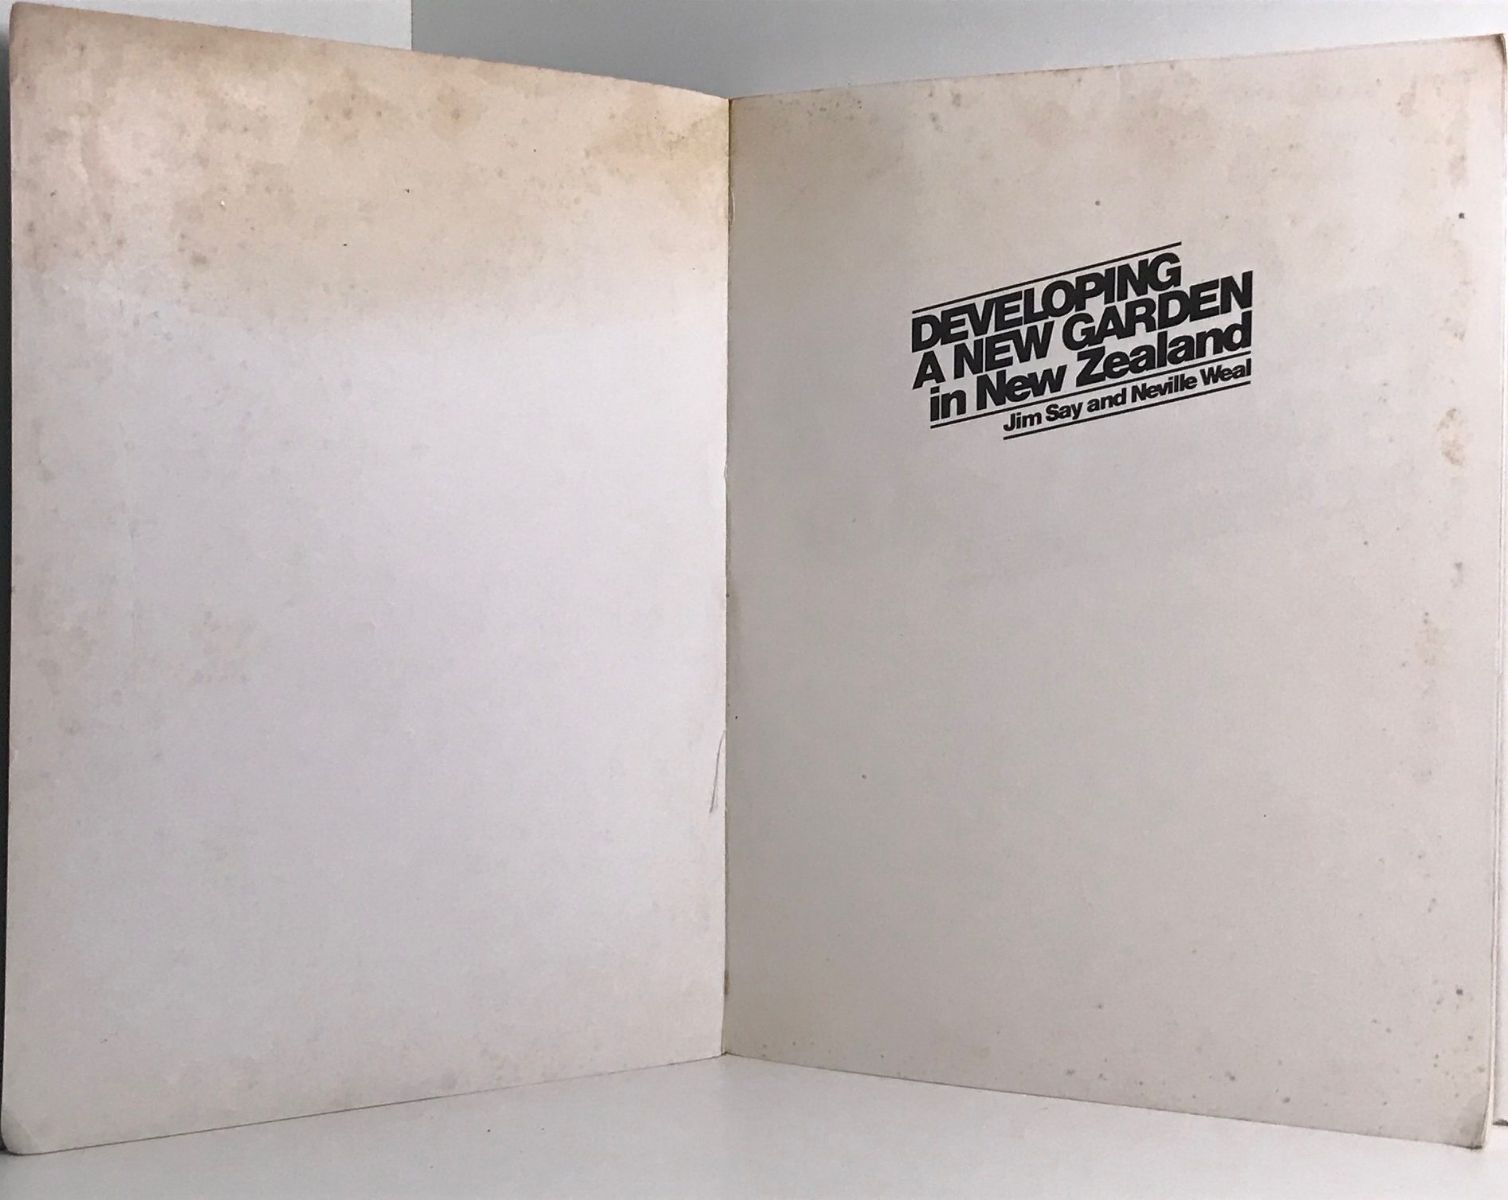 DEVELOPING
A NEW GARDEN
in New Zealand
Jim Say and Neville Weal